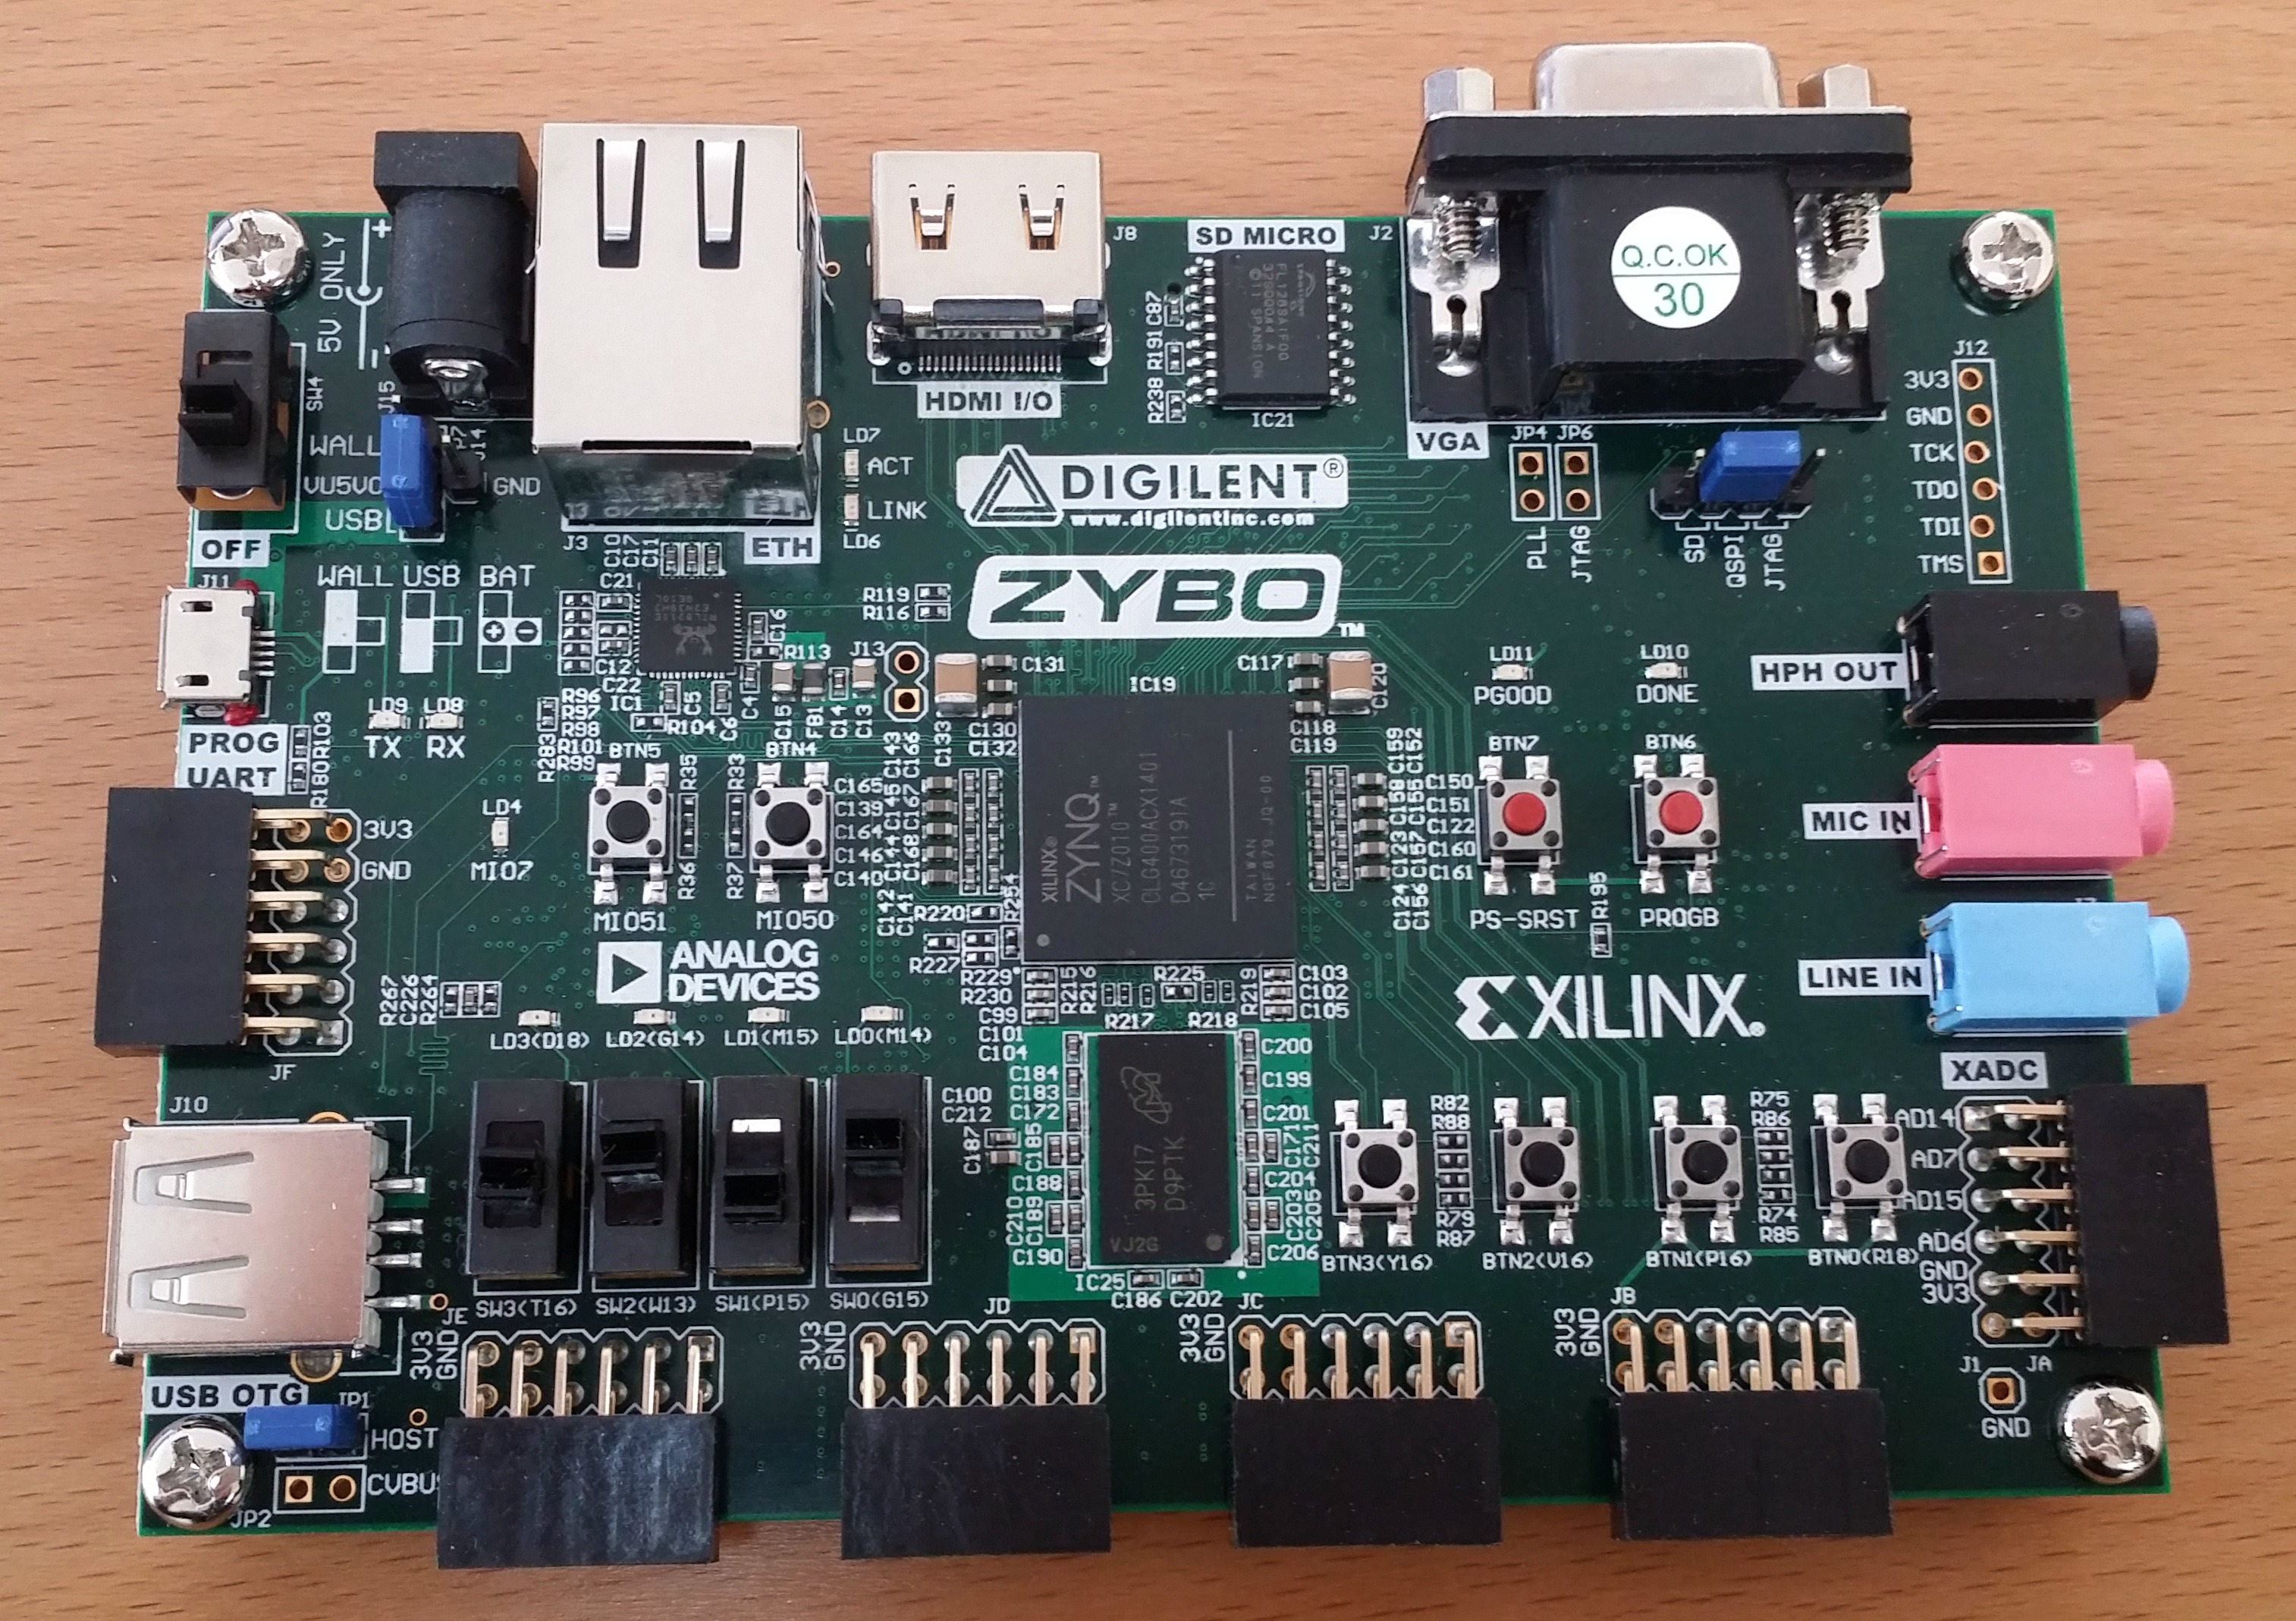 J8
SD MICRO
J2
Q.C.OK
30
5V ONLY
+
-
SW4
J15
WALL
VU5V0
USB
J14
GND
OFF
ETH
J3
HDMI I/O
C87
R191
R238
SPANSION
IC21
VGA
JP4
JP6
PLL
JTAG
SD
QSPI
JTAG
J12
3V3
GND
TCK
TDO
TDI
TMS
LD7
ACT
LINK
LD6
DIGILENT®
www.digilentinc.com
ZYBO™
J11
WALL
USB
BAT
LD9
TX
LD8
RX
PROG
UART
R103
R180
C10
C17
C11
C21
C12
C22
IC1
C16
R113
J13
R119
R116
R96
R97
R98
R101
R99
R283
R104
C5
C6
C4
C15
FB1
C14
C13
C131
C117
C120
IC19
C133
C130
C132
C118
C119
BTN5
BTN4
R35
R36
R33
R37
MIO51
MIO50
C165
C139
C164
C146
C140
C143
C166
C145
C167
C144
C168
C142
C141
XILINX®
ZYNQ™
XC7Z010™
CLG400ACX1401
D4673191A
1C
TAIWAN
C159
C152
C158
C155
C123
C157
C124
C156
C150
C151
C122
C160
C161
LD11
PGOOD
LD10
DONE
BTN7
BTN6
PS-SRST
PROGB
R195
HPH OUT
MIC IN
LINE IN
LD4
MIO7
3V3
GND
JF
ANALOG
DEVICES
R267
C226
R264
LD3(D18)
LD2(G14)
LD1(M15)
LD0(M14)
R220
R254
R227
R229
R230
C99
C101
C104
R215
R216
R225
R219
R217
R218
C103
C102
C105
XILINX®
J10
XADC
AD14
AD7
AD15
AD6
GND
3V3
J1
JA
GND
C100
C212
C187
C184
C183
C172
C185
C188
C189
C210
C190
3PK17
D9PTK
VJ2G
IC25
C186
C202
C200
C199
C201
C171
C211
C204
C203
C205
C206
R82
R88
R79
R87
R75
R86
R74
R85
BTN3(Y16)
BTN2(V16)
BTN1(P16)
BTN0(R18)
SW3(T16)
SW2(W13)
SW1(P15)
SW0(G15)
JE
3V3
GND
JD
3V3
GND
JC
3V3
GND
JB
3V3
GND
USB OTG
JP1
HOST
CVBUS
JP2